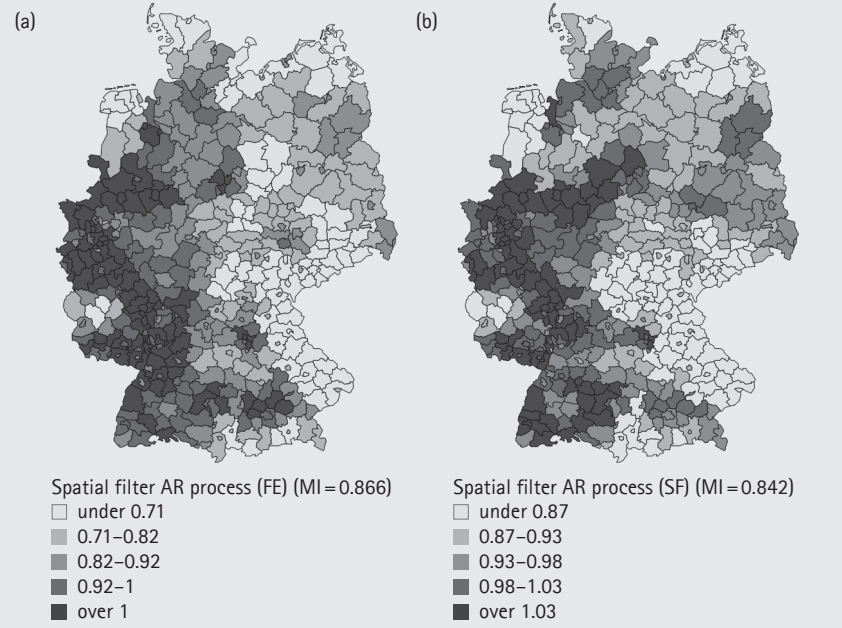 (a)
(b)
Spatial filter AR process (FE) (MI = 0.866)
under 0.71
0.71–0.82
0.82–0.92
0.92–1
over 1
Spatial filter AR process (SF) (MI = 0.842)
under 0.87
0.87–0.93
0.93–0.98
0.98–1.03
over 1.03